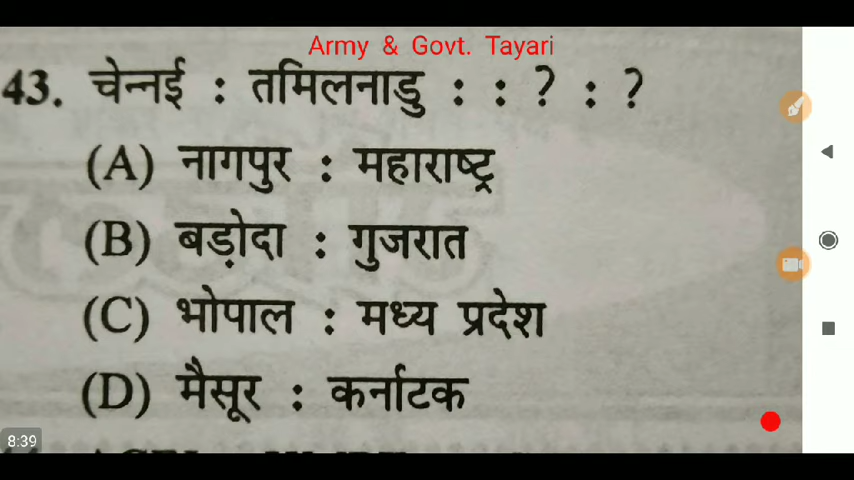 Army & Govt. Tayari
43. चेन्नई : तमिलनाडु : : ? : ?
(A) नागपुर : महाराष्ट्र
(B) बड़ोदा : गुजरात
(C) भोपाल : मध्य प्रदेश
(D) मैसूर : कर्नाटक
8:39